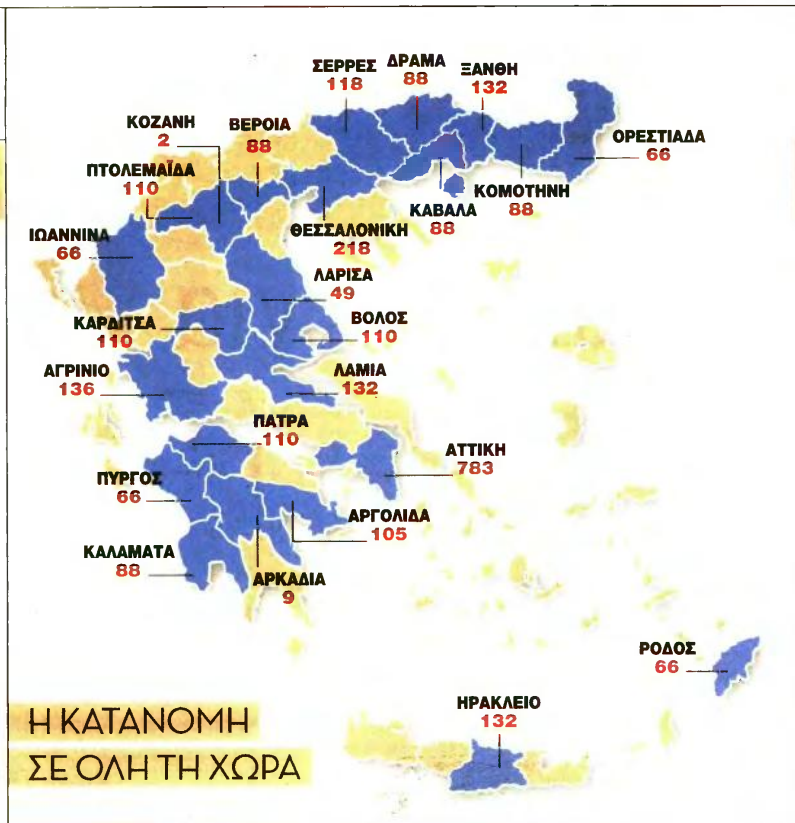 ΣΕΡΡΕΣ
118
ΔΡΑΜΑ
88
ΞΑΝΘΗ
132
ΚΟΖΑΝΗ
2
ΒΕΡΟΙΑ
88
ΟΡΕΣΤΙΑΔΑ
66
ΠΤΟΛΕΜΑΪΔΑ
110
ΚΟΜΟΤΗΝΗ
88
ΚΑΒΑΛΑ
88
ΘΕΣΣΑΛΟΝΙΚΗ
218
ΙΩΑΝΝΙΝΑ
66
ΛΑΡΙΣΑ
49
ΚΑΡΔΙΤΣΑ
110
ΒΟΛΟΣ
110
ΑΓΡΙΝΙΟ
136
ΛΑΜΙΑ
132
ΠΑΤΡΑ
110
ΑΤΤΙΚΗ
783
ΠΥΡΓΟΣ
66
ΑΡΓΟΛΙΔΑ
105
ΚΑΛΑΜΑΤΑ
88
ΑΡΚΑΔΙΑ
9
ΡΟΔΟΣ
66
ΗΡΑΚΛΕΙΟ
132
Η ΚΑΤΑΝΟΜΗ
ΣΕ ΟΛΗ ΤΗ ΧΩΡΑ